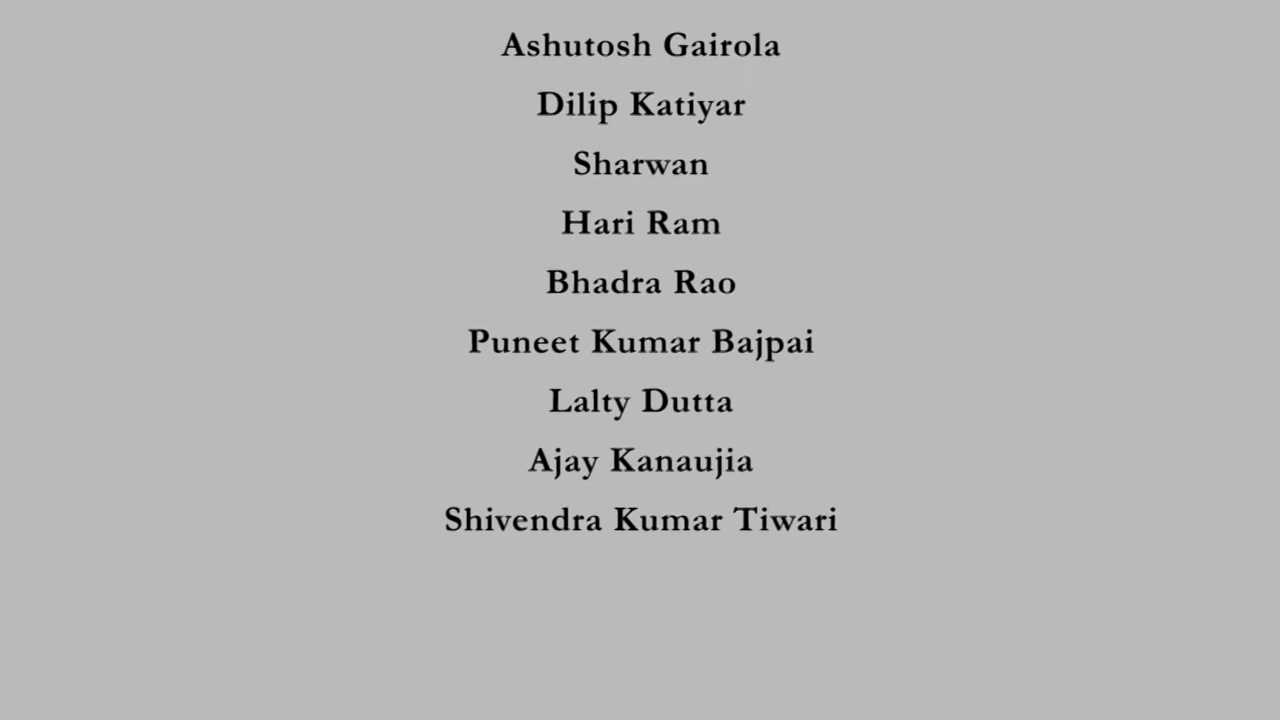 Ashutosh Gairola
Dilip Katiyar
Sharwan
Hari Ram
Bhadra Rao
Puneet Kumar Bajpai
Lalty Dutta
Ajay Kanaujia
Shivendra Kumar Tiwari